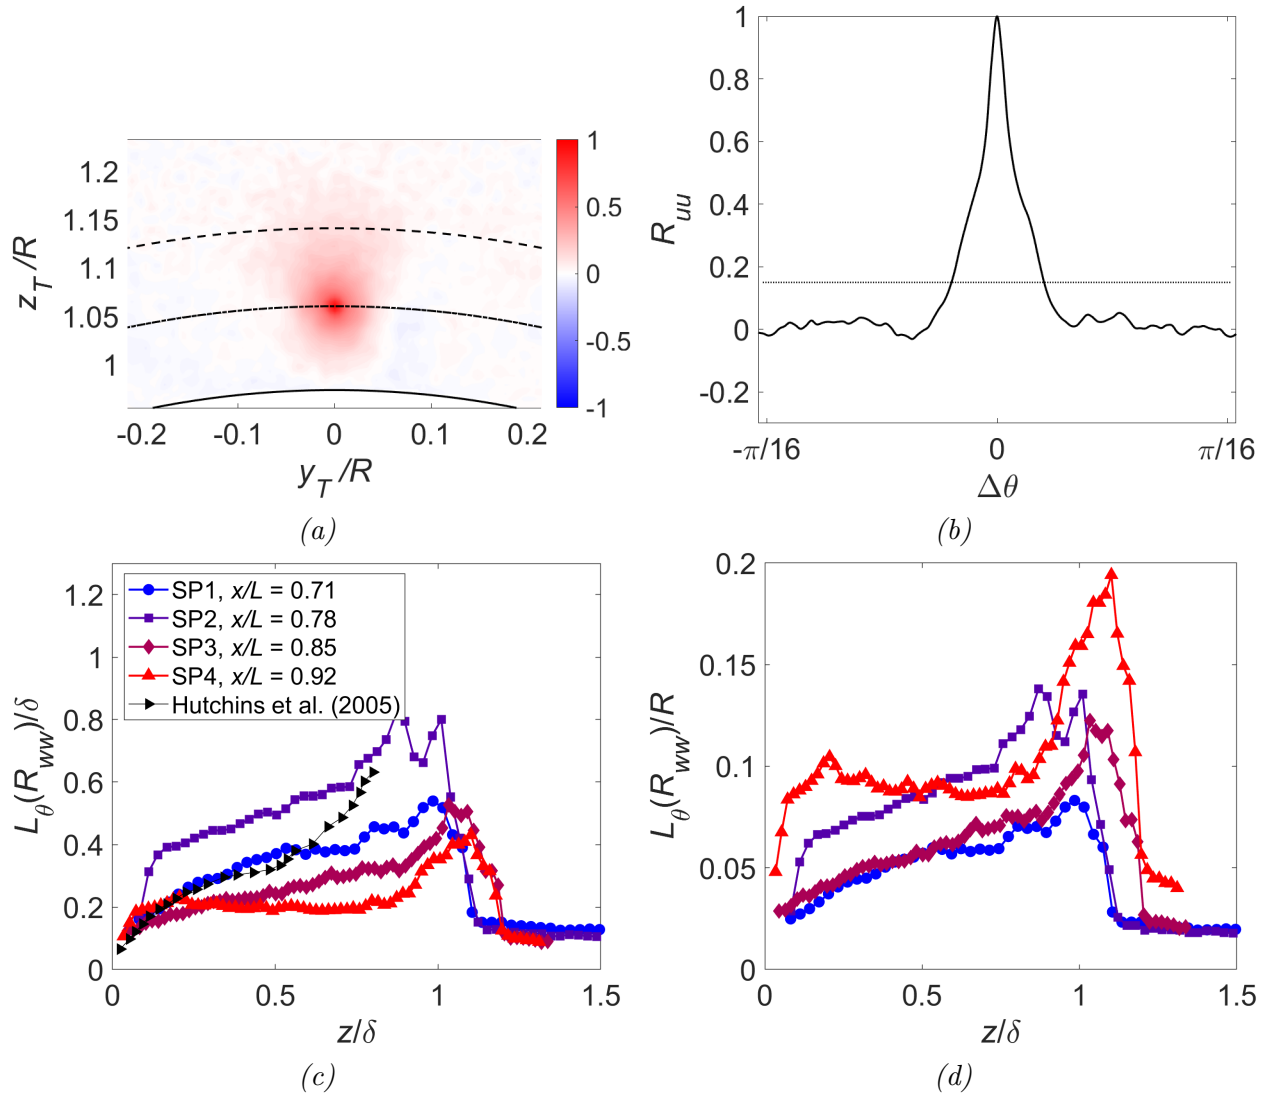 1.2
1.15
1.1
1.05
1
z_T/R
-0.2 -0.1 0 0.1 0.2
y_T/R
1
0.5
0
-0.5
-1
(a)
1
0.8
0.6
0.4
0.2
0
-0.2
R_uu
-π/16 0 π/16
Δθ
(b)
1.2
1
0.8
0.6
0.4
0.2
0
L_θ(R_ww)/δ
SP1, x/L = 0.71
SP2, x/L = 0.78
SP3, x/L = 0.85
SP4, x/L = 0.92
Hutchins et al. (2005)
0 0.5 1 1.5
z/δ
(c)
0.2
0.15
0.1
0.05
0
L_θ(R_ww)/R
0 0.5 1 1.5
z/δ
(d)